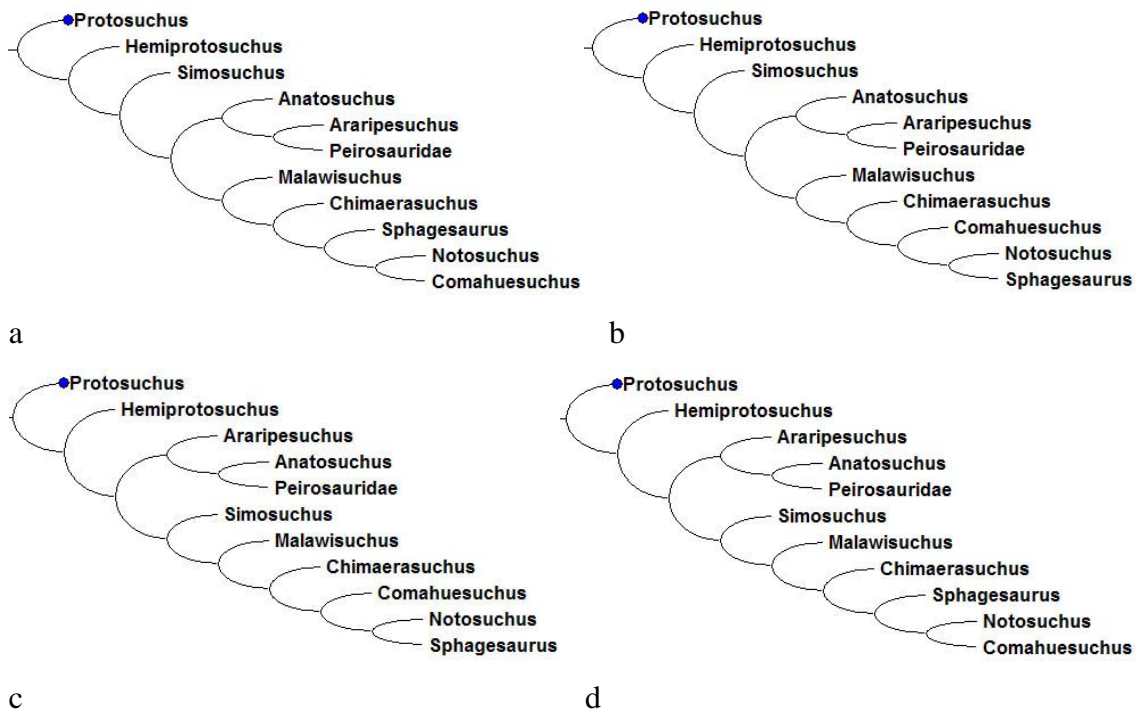 Protosuchus
Hemiprotosuchus
Simosuchus
Anatosuchus
Araripesuchus
Peirosauridae
Malawisuchus
Chimaerasuchus
Sphagesaurus
Notosuchus
Comahuesuchus
a
Protosuchus
Hemiprotosuchus
Simosuchus
Anatosuchus
Araripesuchus
Peirosauridae
Malawisuchus
Chimaerasuchus
Comahuesuchus
Notosuchus
Sphagesaurus
b
Protosuchus
Hemiprotosuchus
Araripesuchus
Anatosuchus
Peirosauridae
Simosuchus
Malawisuchus
Chimaerasuchus
Comahuesuchus
Notosuchus
Sphagesaurus
c
Protosuchus
Hemiprotosuchus
Araripesuchus
Anatosuchus
Peirosauridae
Simosuchus
Malawisuchus
Chimaerasuchus
Sphagesaurus
Notosuchus
Comahuesuchus
d